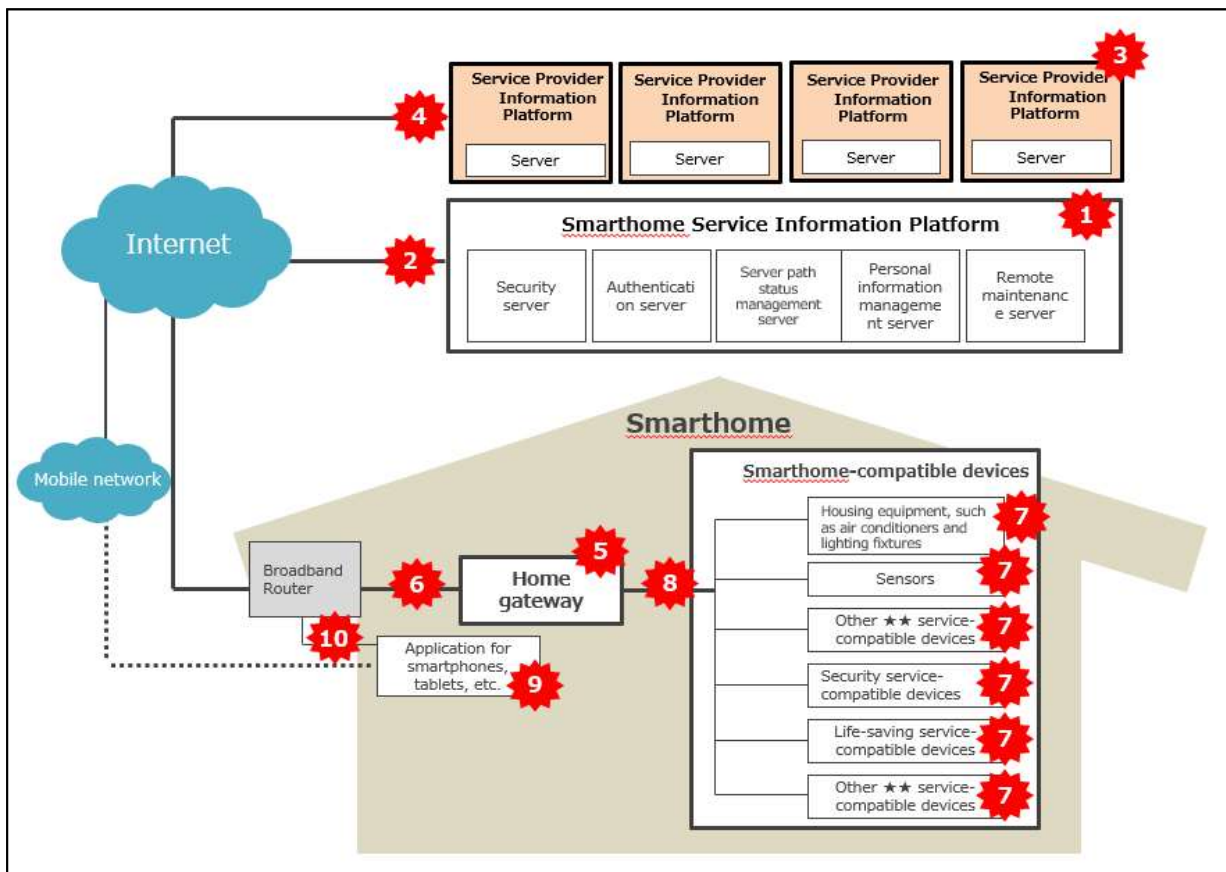 3
Service Provider
Information
Platform
Server
Service Provider
Information
Platform
Server
Service Provider
Information
Platform
Server
Service Provider
Information
Platform
Server
4
Internet
2
1
Smarthome Service Information Platform
Security
server
Authenticati
on server
Server path
status
management
server
Personal
information
manageme
nt server
Remote
maintenanc
e server
Mobile network
Smarthome
Smarthome-compatible devices
Housing equipment, such
as air conditioners and
lighting fixtures
7
Sensors
7
Other ★★ service-
compatible devices
7
Security service-
compatible devices
7
Life-saving service-
compatible devices
7
Other ★★ service-
compatible devices
7
Broadband
Router
6
Home
gateway
5
8
10
Application for
smartphones,
tablets, etc.
9